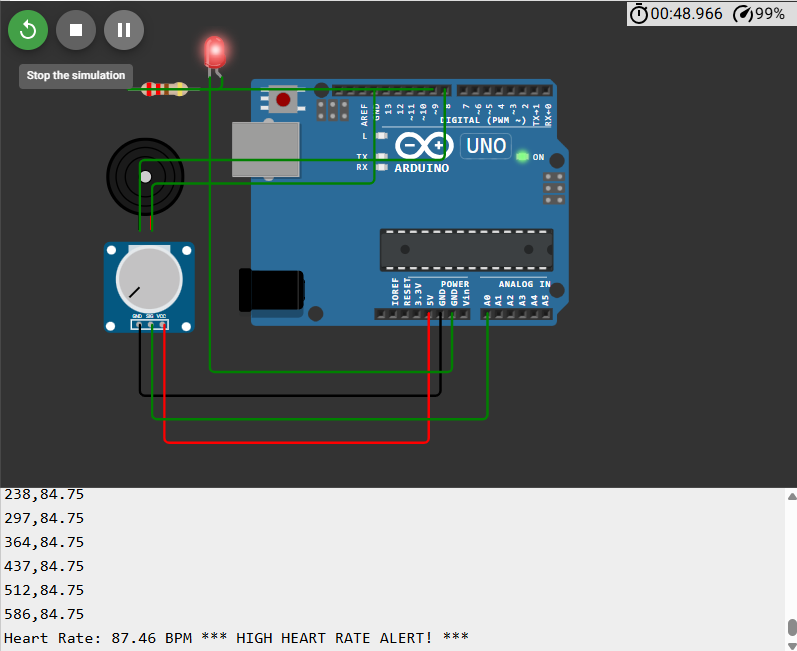 00:48.966 99%
Stop the simulation
AREF
GND
13
12
~11
~10
~9
8
7
~6
~5
4
~3
2
TX→1
RX←0
DIGITAL (PWM ~)
L
TX
RX
UNO
ON
ARDUINO
POWER
ANALOG IN
IOREF
RESET
3.3V
5V
GND
GND
Vin
A0
A1
A2
A3
A4
A5
GND SIG VCC
238,84.75
297,84.75
364,84.75
437,84.75
512,84.75
586,84.75
Heart Rate: 87.46 BPM *** HIGH HEART RATE ALERT! ***